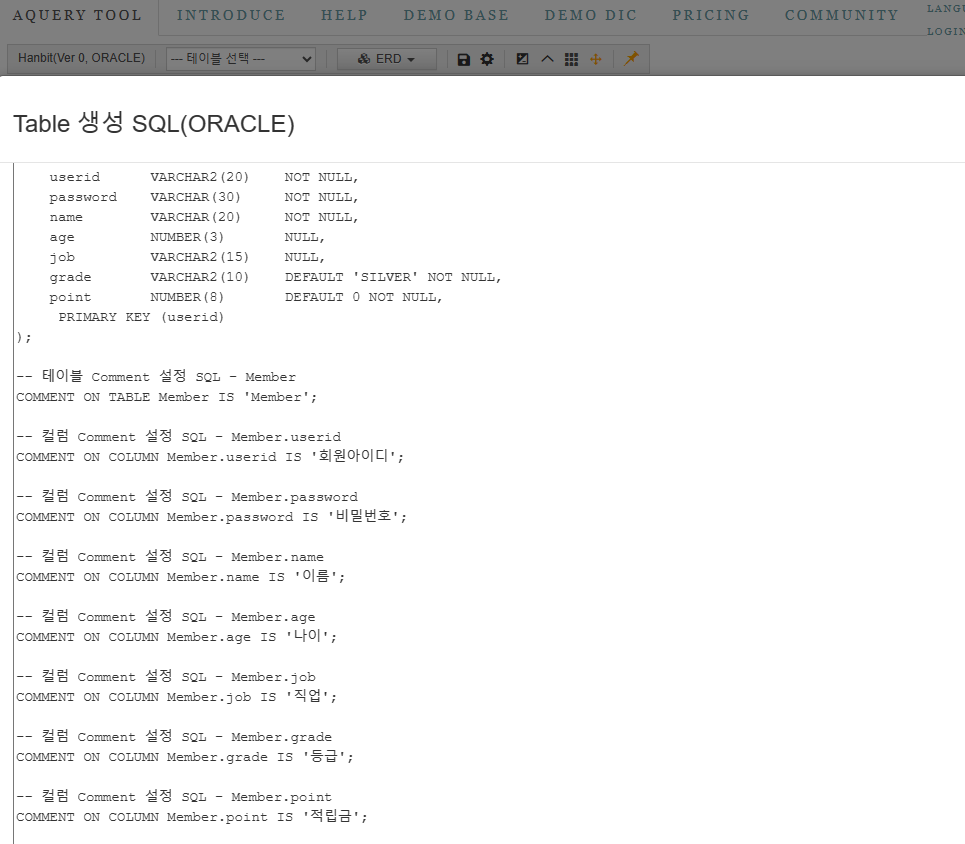 AQUERY TOOL
INTRODUCE
HELP
DEMO BASE
DEMO DIC
PRICING
COMMUNITY
LOGIN
Hanbit(Ver 0, ORACLE)
--- 테이블 선택 ---
ERD
Table 생성 SQL(ORACLE)
userid VARCHAR2(20) NOT NULL,
password VARCHAR(30) NOT NULL,
name VARCHAR(20) NOT NULL,
age NUMBER(3) NULL,
job VARCHAR2(15) NULL,
grade VARCHAR2(10) DEFAULT 'SILVER' NOT NULL,
point NUMBER(8) DEFAULT 0 NOT NULL,
PRIMARY KEY (userid)
);
-- 테이블 Comment 설정 SQL - Member
COMMENT ON TABLE Member IS 'Member';
-- 컬럼 Comment 설정 SQL - Member.userid
COMMENT ON COLUMN Member.userid IS '회원아이디';
-- 컬럼 Comment 설정 SQL - Member.password
COMMENT ON COLUMN Member.password IS '비밀번호';
-- 컬럼 Comment 설정 SQL - Member.name
COMMENT ON COLUMN Member.name IS '이름';
-- 컬럼 Comment 설정 SQL - Member.age
COMMENT ON COLUMN Member.age IS '나이';
-- 컬럼 Comment 설정 SQL - Member.job
COMMENT ON COLUMN Member.job IS '직업';
-- 컬럼 Comment 설정 SQL - Member.grade
COMMENT ON COLUMN Member.grade IS '등급';
-- 컬럼 Comment 설정 SQL - Member.point
COMMENT ON COLUMN Member.point IS '적립금';